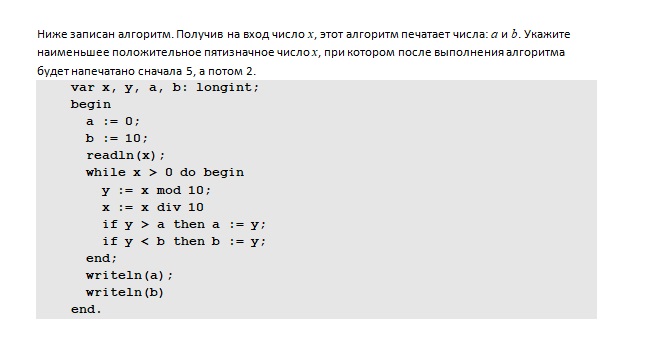 Ниже записан алгоритм. Получив на вход число x, этот алгоритм печатает числа: a и b. Укажите
наименьшее положительное пятизначное число x, при котором после выполнения алгоритма
будет напечатано сначала 5, а потом 2.
var x, y, a, b: longint;
begin
a := 0;
b := 10;
readln(x);
while x > 0 do begin
y := x mod 10;
x := x div 10
if y > a then a := y;
if y < b then b := y;
end;
writeln(a);
writeln(b)
end.